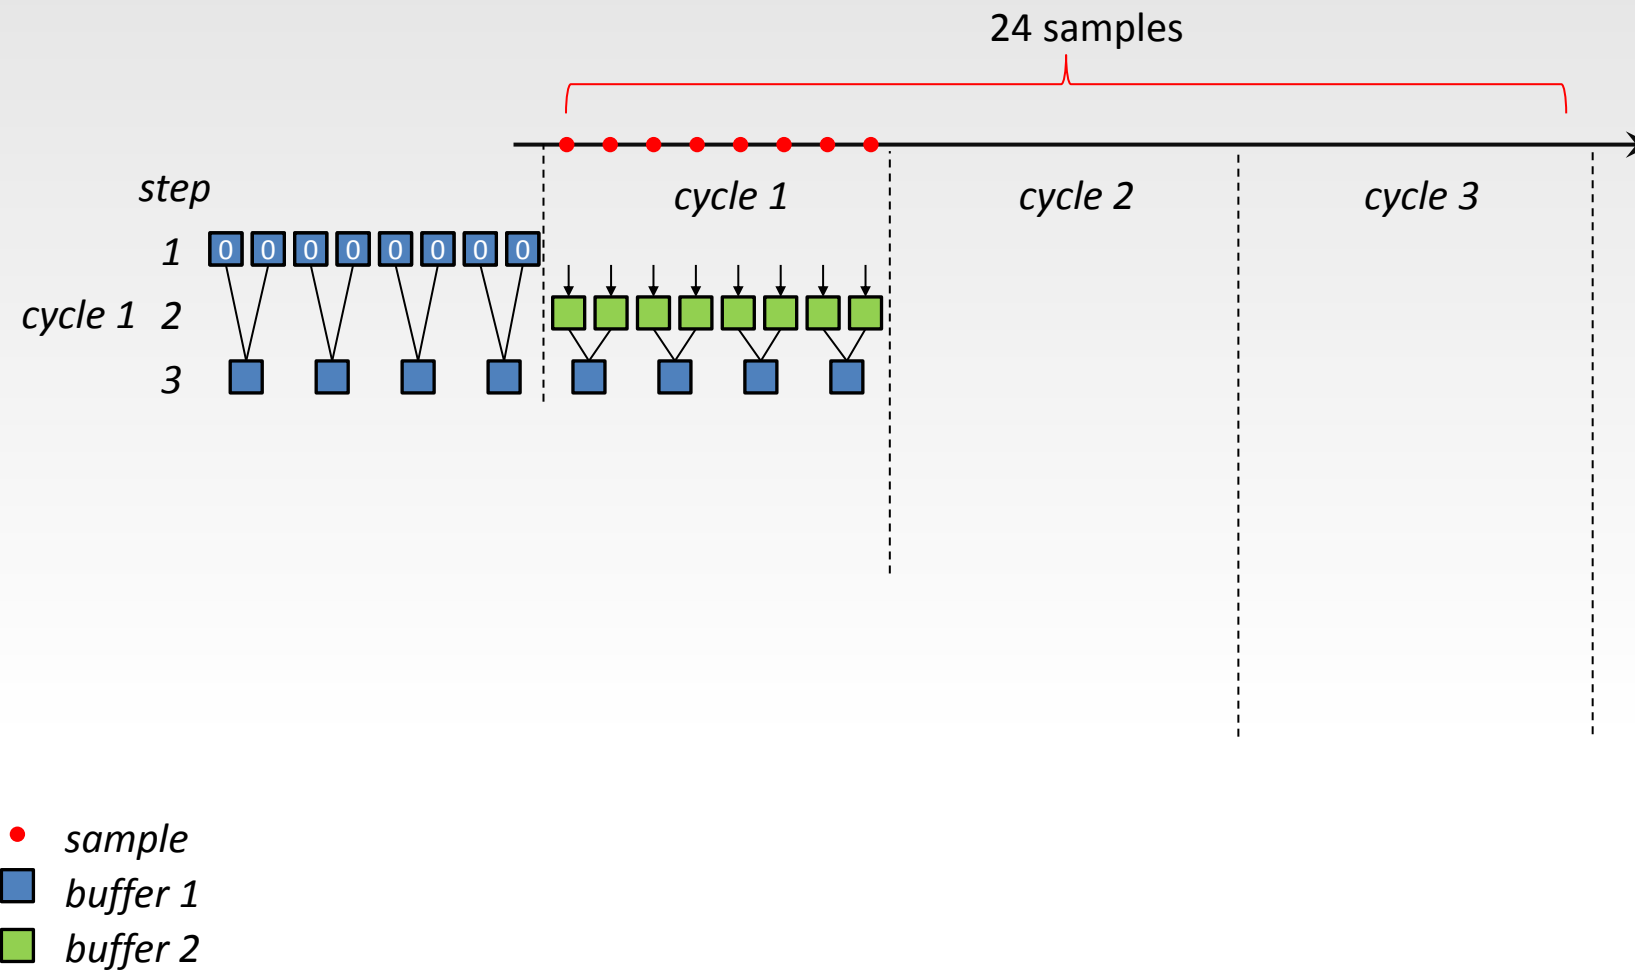 24 samples
step
cycle 1 cycle 2 cycle 3
1 0 0 0 0 0 0 0 0
cycle 1 2
3
sample
buffer 1
buffer 2